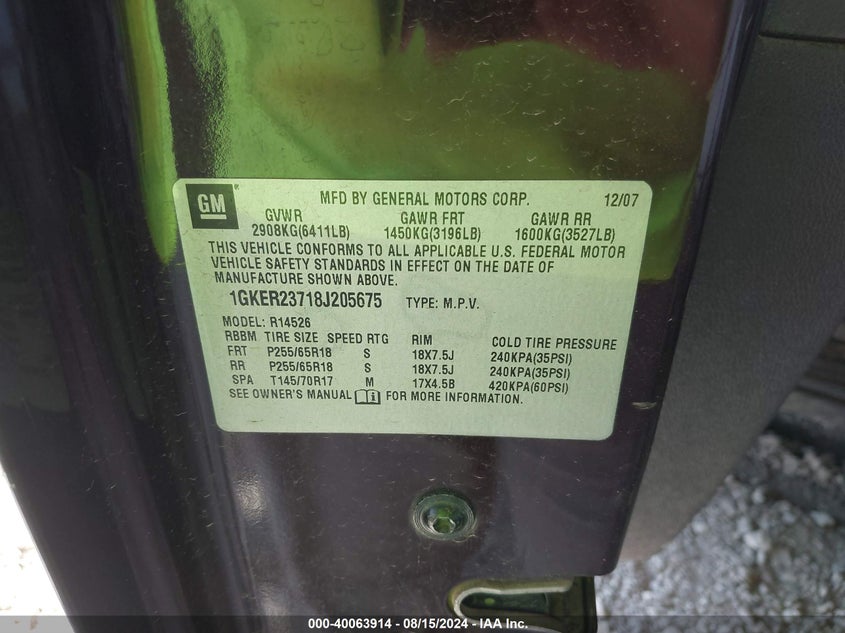 GM
MFD BY GENERAL MOTORS CORP. 12/07
GVWR GAWR FRT GAWR RR
2908KG(6411LB) 1450KG(3196LB) 1600KG(3527LB)
THIS VEHICLE CONFORMS TO ALL APPLICABLE U.S. FEDERAL MOTOR
VEHICLE SAFETY STANDARDS IN EFFECT ON THE DATE OF
MANUFACTURE SHOWN ABOVE.
1GKER23718J205675 TYPE: M.P.V.
MODEL: R14526
RBBM TIRE SIZE SPEED RTG RIM COLD TIRE PRESSURE
FRT P255/65R18 S 18X7.5J 240KPA(35PSI)
RR P255/65R18 S 18X7.5J 240KPA(35PSI)
SPA T145/70R17 M 17X4.5B 420KPA(60PSI)
SEE OWNER'S MANUAL FOR MORE INFORMATION.
000-40063914 - 08/15/2024 - IAA Inc.